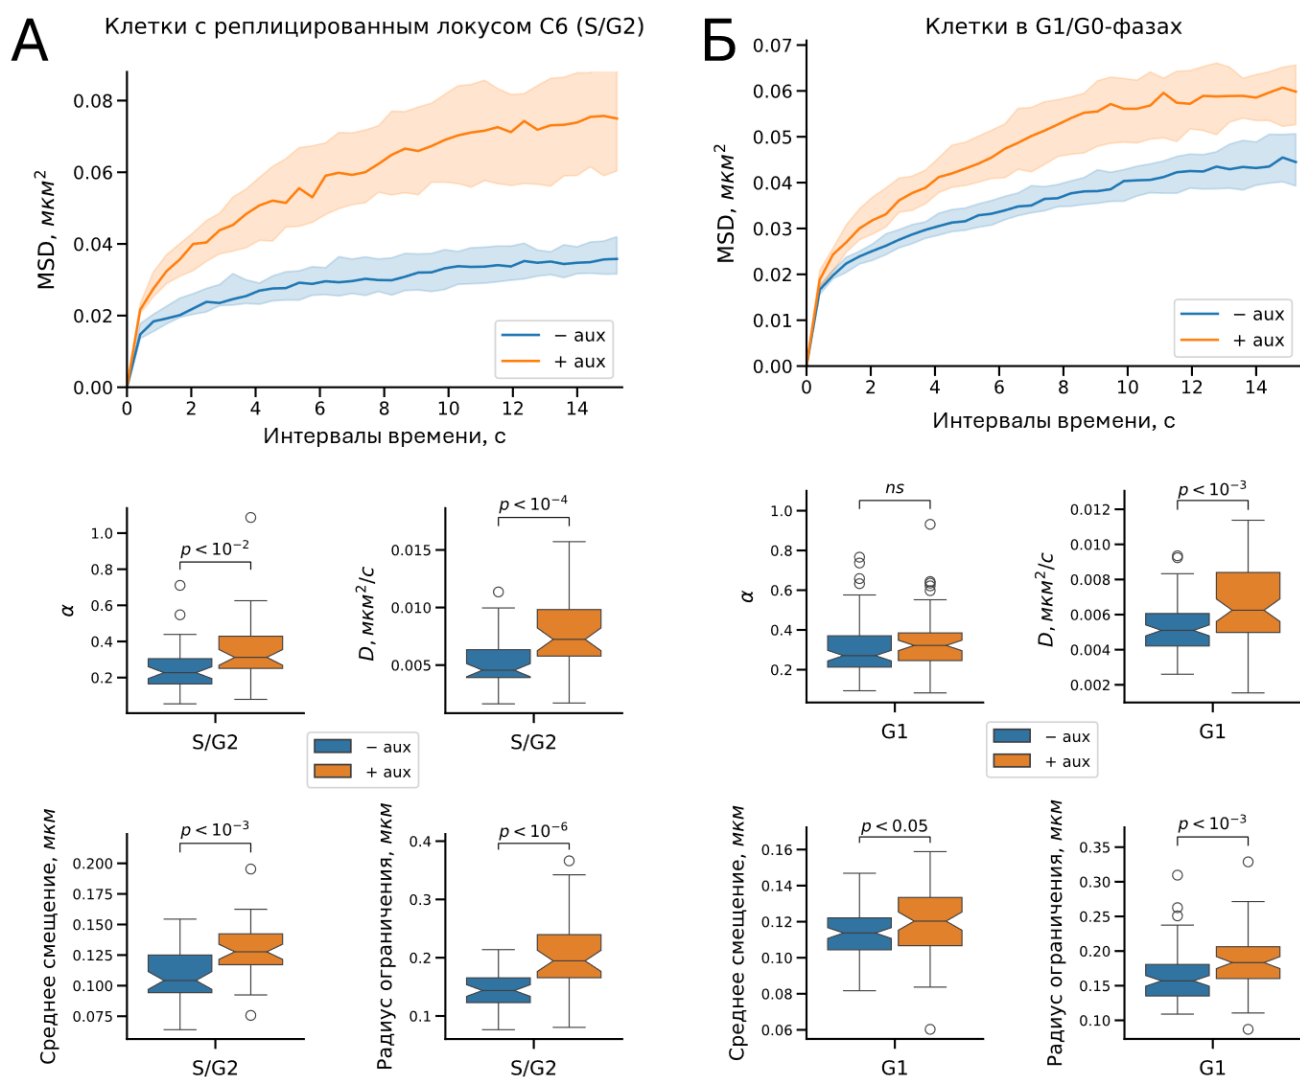 А
Клетки с реплицированным локусом C6 (S/G2)
MSD, мкм²
0.08
0.06
0.04
0.02
0.00
0 2 4 6 8 10 12 14
Интервалы времени, с
− aux
+ aux
Б
Клетки в G1/G0-фазах
MSD, мкм²
0.07
0.06
0.05
0.04
0.03
0.02
0.01
0.00
0 2 4 6 8 10 12 14
Интервалы времени, с
− aux
+ aux
α
1.0
0.8
0.6
0.4
0.2
p < 10⁻²
S/G2
D, мкм²/с
0.015
0.010
0.005
p < 10⁻⁴
S/G2
− aux
+ aux
Среднее смещение, мкм
0.200
0.175
0.150
0.125
0.100
0.075
p < 10⁻³
S/G2
Радиус ограничения, мкм
0.4
0.3
0.2
0.1
p < 10⁻⁶
S/G2
α
1.0
0.8
0.6
0.4
0.2
ns
G1
D, мкм²/с
0.012
0.010
0.008
0.006
0.004
0.002
p < 10⁻³
G1
− aux
+ aux
Среднее смещение, мкм
0.16
0.14
0.12
0.10
0.08
0.06
p < 0.05
G1
Радиус ограничения, мкм
0.35
0.30
0.25
0.20
0.15
0.10
p < 10⁻³
G1